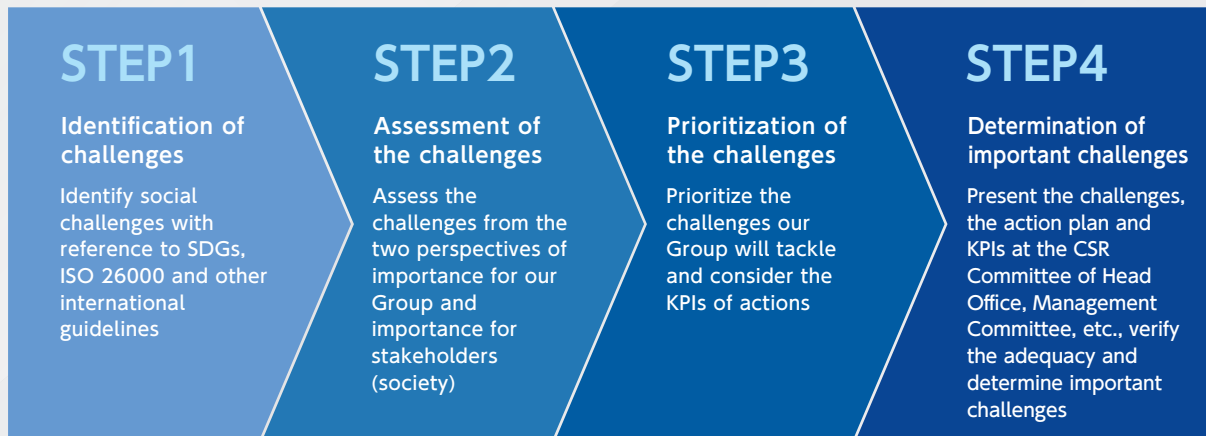 STEP1
Identification of
challenges
Identify social
challenges with
reference to SDGs,
ISO 26000 and other
international
guidelines
STEP2
Assessment of
the challenges
Assess the
challenges from the
two perspectives of
importance for our
Group and
importance for
stakeholders
(society)
STEP3
Prioritization of
the challenges
Prioritize the
challenges our
Group will tackle
and consider the
KPIs of actions
STEP4
Determination of
important challenges
Present the challenges,
the action plan and
KPIs at the CSR
Committee of Head
Office, Management
Committee, etc., verify
the adequacy and
determine important
challenges